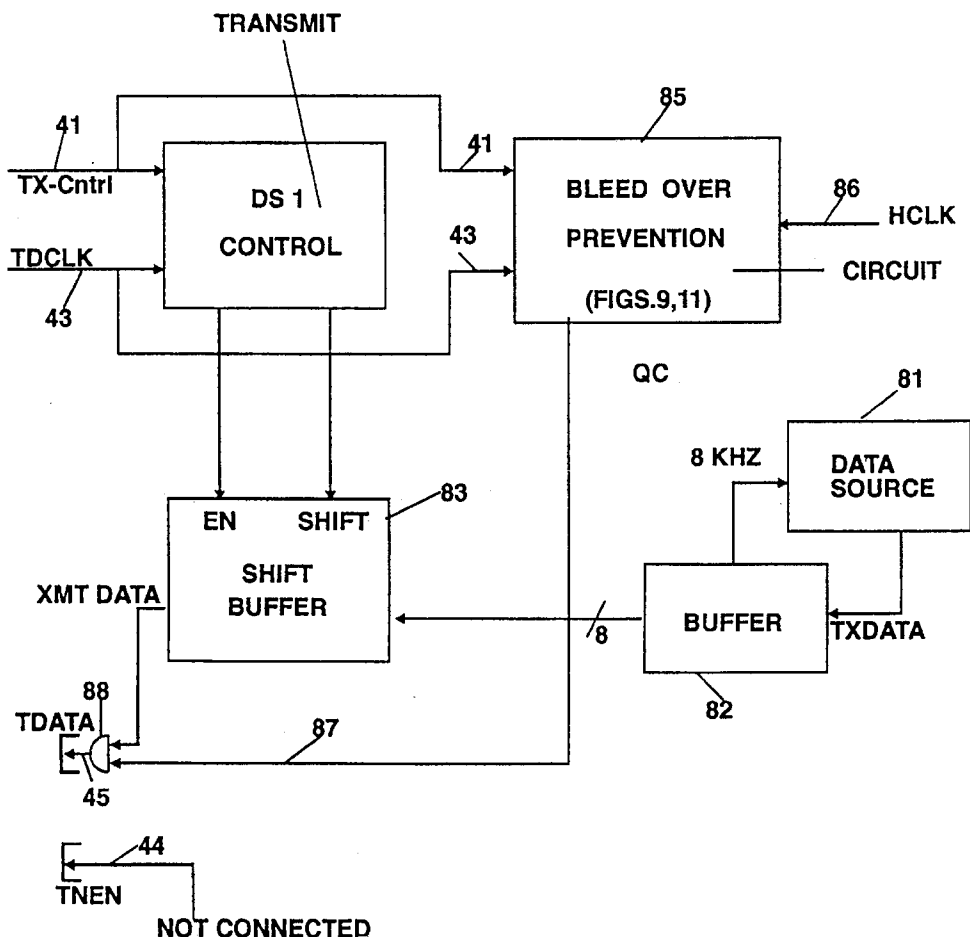 TRANSMIT
85
41
41
TX-Cntrl
DS 1
CONTROL
BLEED OVER
PREVENTION
(FIGS.9,11)
86
HCLK
CIRCUIT
TDCLK
43
43
QC
81
8 KHZ
DATA
SOURCE
83
EN
SHIFT
SHIFT
BUFFER
XMT DATA
8
BUFFER
TXDATA
82
88
TDATA
87
45
44
TNEN
NOT CONNECTED